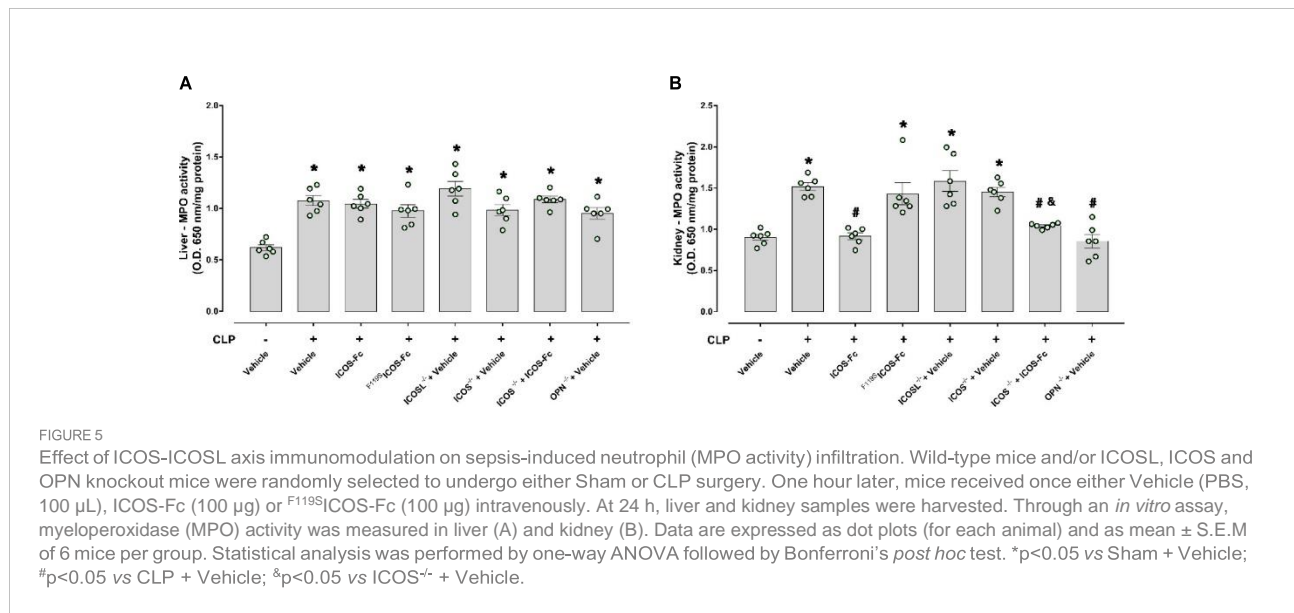 A
B
2.0
1.5
1.0
0.5
0.0
Liver - MPO activity
(O.D. 650 nm/mg protein)
* * * * * * *
CLP - + + + + + + +
Vehicle
Vehicle
ICOS-Fc
F119SICOS-Fc
ICOSL-/- + Vehicle
ICOS-/- + Vehicle
ICOS-/- + ICOS-Fc
OPN-/- + Vehicle
2.5
2.0
1.5
1.0
0.5
0.0
Kidney - MPO activity
(O.D. 650 nm/mg protein)
* # * * * # & #
CLP - + + + + + + +
Vehicle
Vehicle
ICOS-Fc
F119SICOS-Fc
ICOSL-/- + Vehicle
ICOS-/- + Vehicle
ICOS-/- + ICOS-Fc
OPN-/- + Vehicle
FIGURE 5
Effect of ICOS-ICOSL axis immunomodulation on sepsis-induced neutrophil (MPO activity) infiltration. Wild-type mice and/or ICOSL, ICOS and
OPN knockout mice were randomly selected to undergo either Sham or CLP surgery. One hour later, mice received once either Vehicle (PBS,
100 µL), ICOS-Fc (100 µg) or F119SICOS-Fc (100 µg) intravenously. At 24 h, liver and kidney samples were harvested. Through an in vitro assay,
myeloperoxidase (MPO) activity was measured in liver (A) and kidney (B). Data are expressed as dot plots (for each animal) and as mean ± S.E.M
of 6 mice per group. Statistical analysis was performed by one-way ANOVA followed by Bonferroni's post hoc test. *p<0.05 vs Sham + Vehicle;
#p<0.05 vs CLP + Vehicle; &p<0.05 vs ICOS-/- + Vehicle.